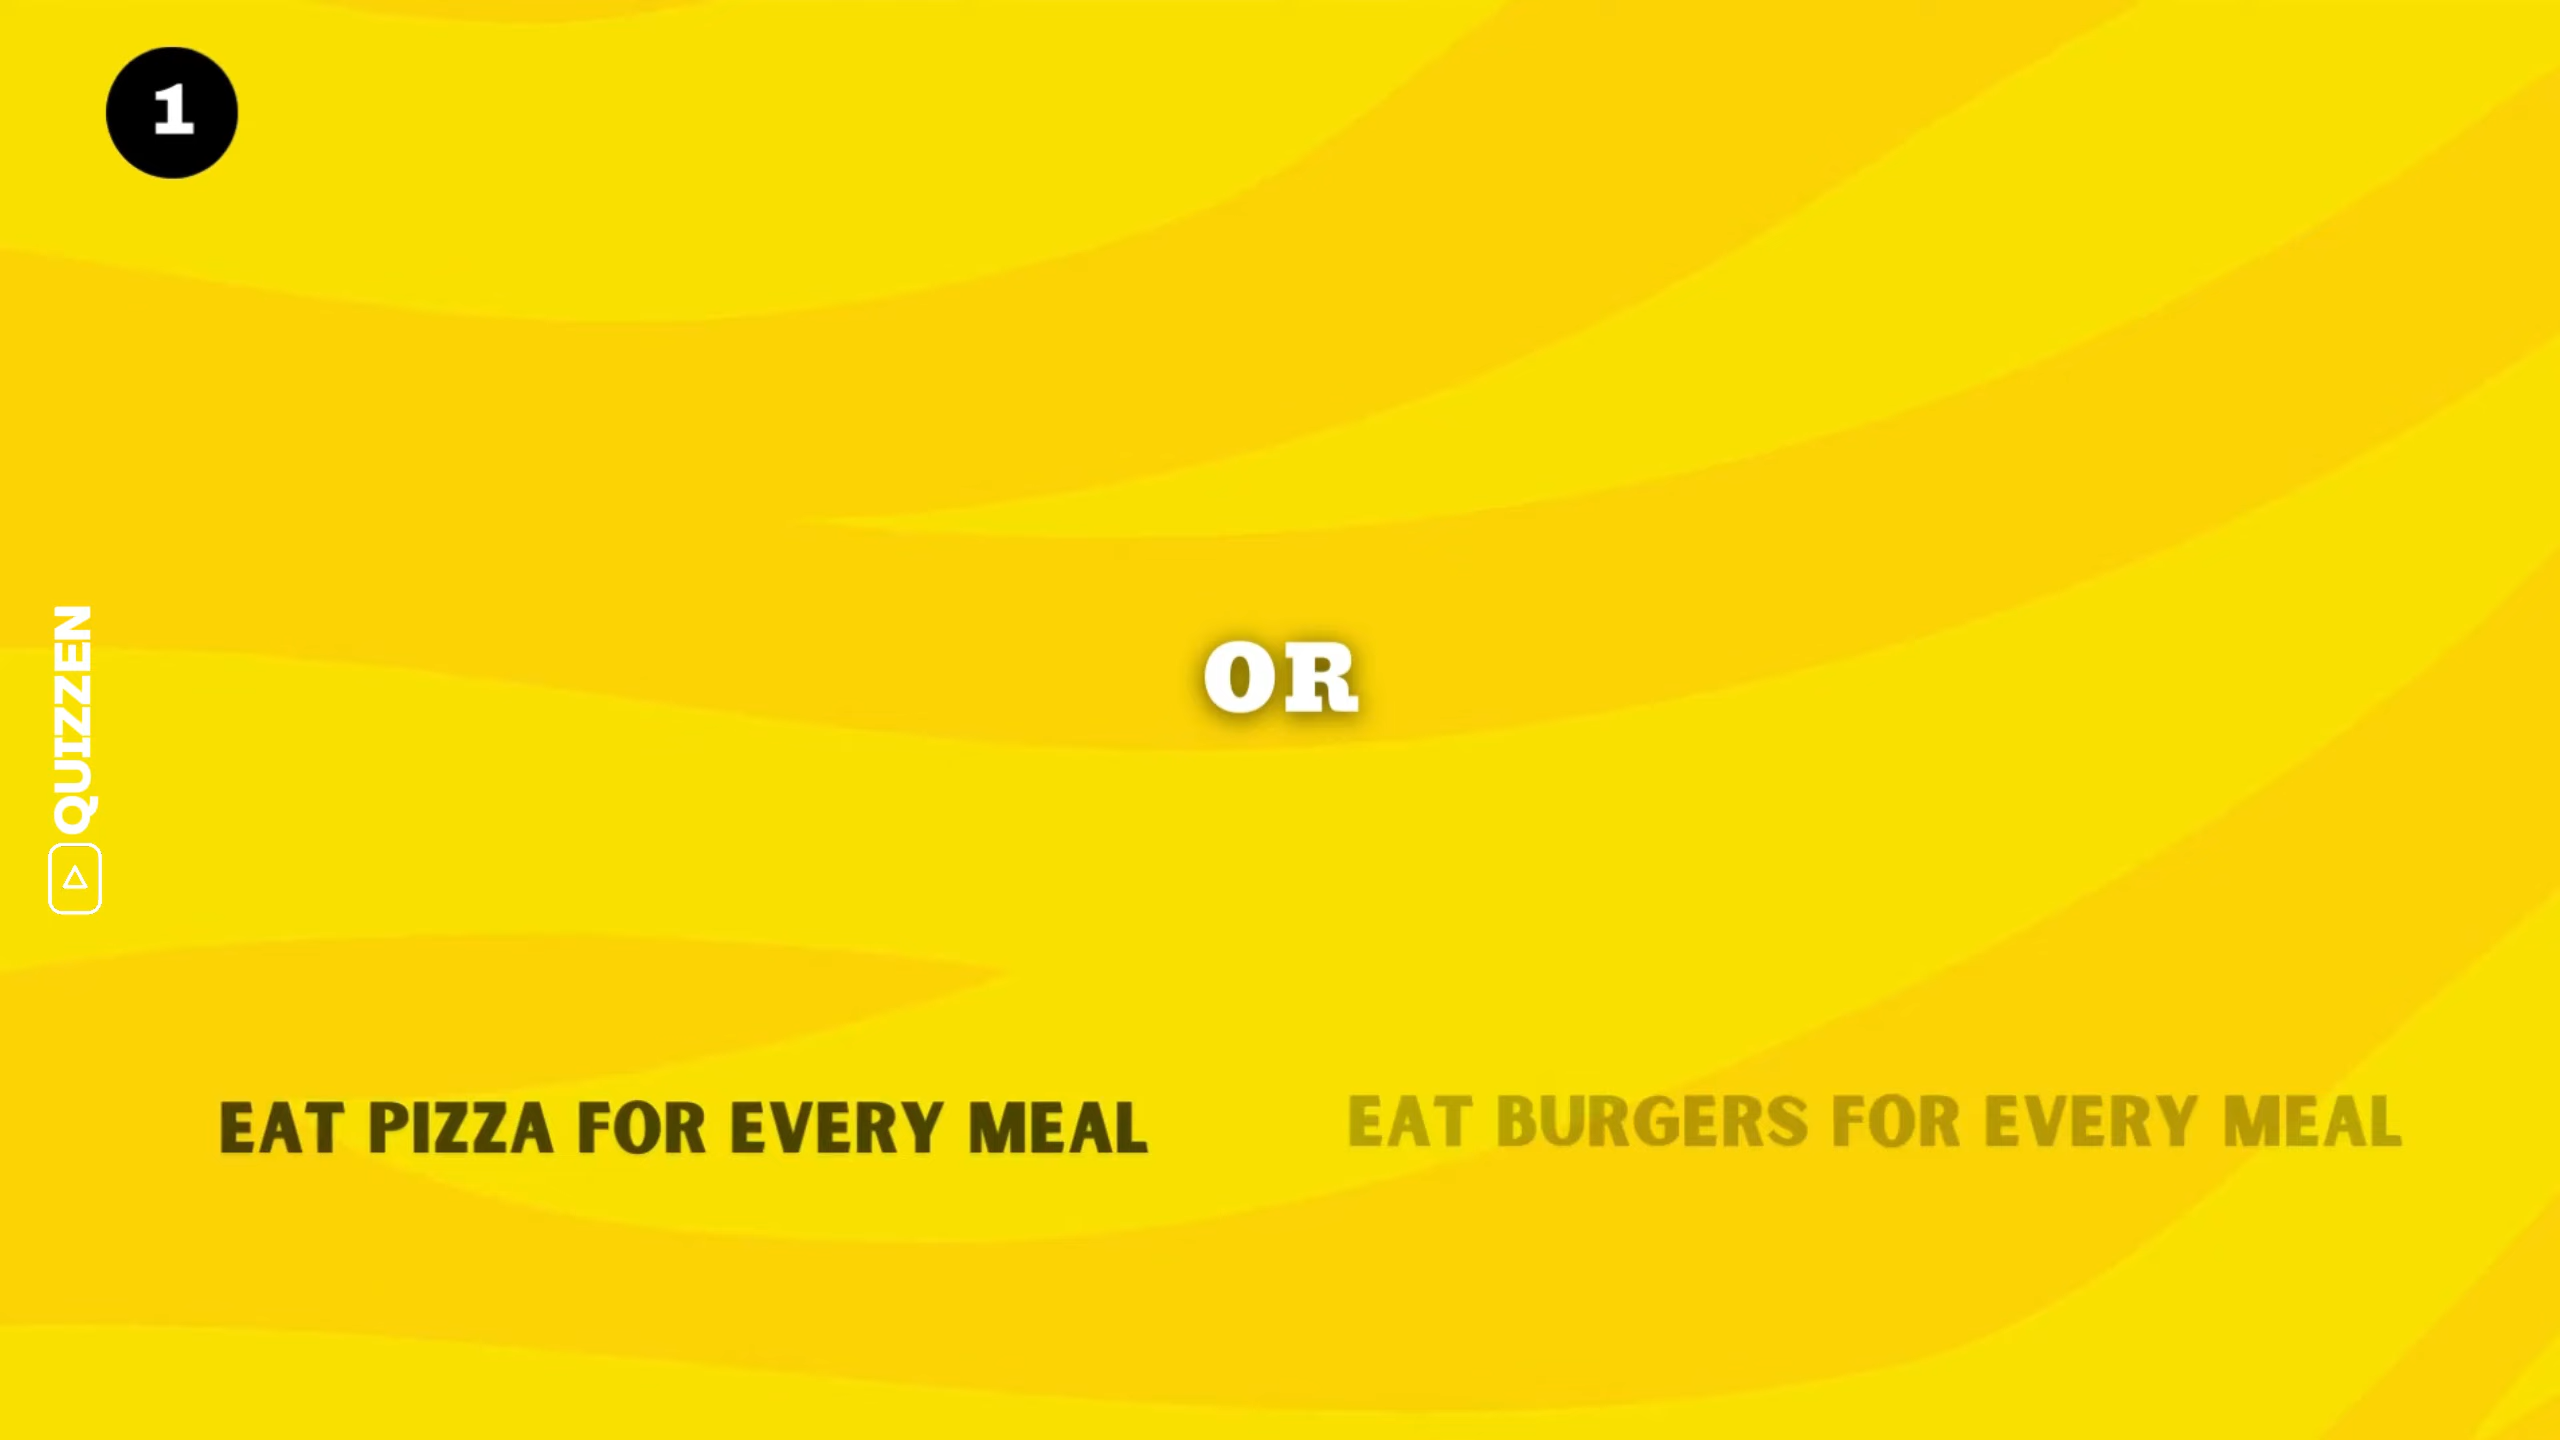 1
QUIZZEN
OR
EAT PIZZA FOR EVERY MEAL
EAT BURGERS FOR EVERY MEAL